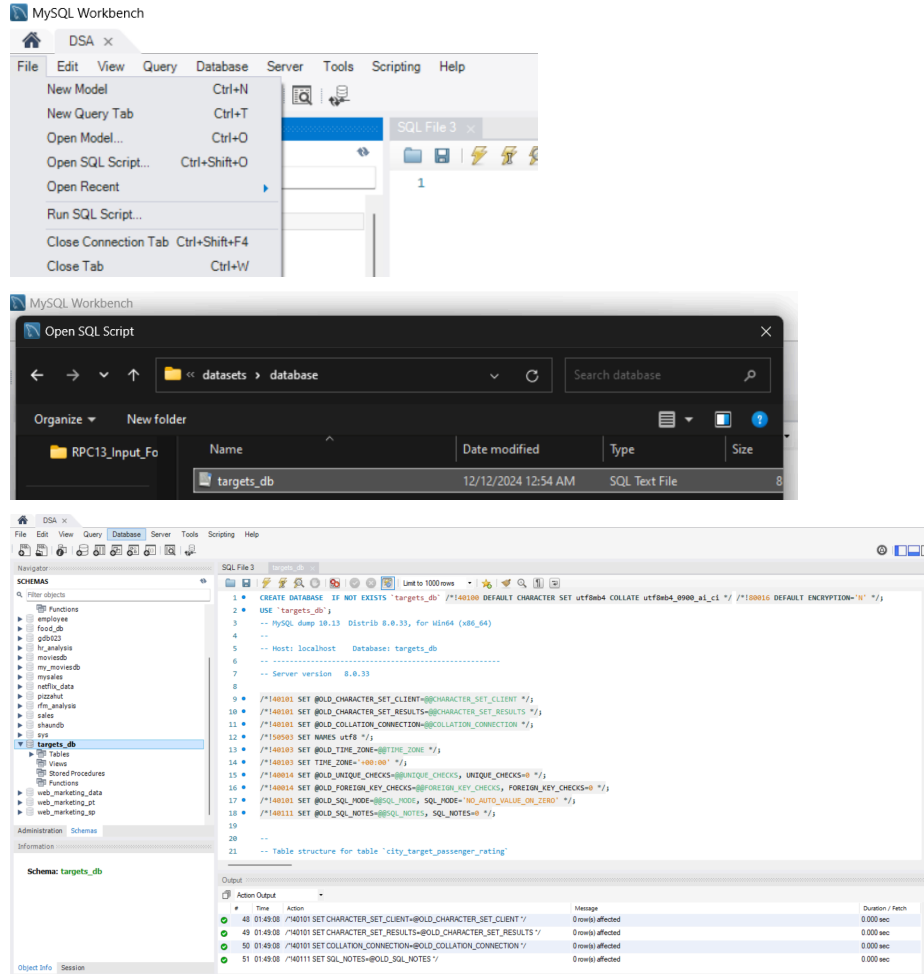 MySQL Workbench
DSA
File Edit View Query Database Server Tools Scripting Help
New Model Ctrl+N
New Query Tab Ctrl+T
Open Model... Ctrl+O
Open SQL Script... Ctrl+Shift+O
Open Recent
Run SQL Script...
Close Connection Tab Ctrl+Shift+F4
Close Tab Ctrl+W
SQL File 3
1
MySQL Workbench
Open SQL Script
« datasets › database
Search database
Organize New folder
RPC13_Input_Fo
Name Date modified Type Size
targets_db 12/12/2024 12:54 AM SQL Text File 8
DSA
File Edit View Query Database Server Tools Scripting Help
Navigator
SCHEMAS
Filter objects
Functions
employee
food_db
gdb023
hr_analysis
moviesdb
my_moviesdb
mysales
netflix_data
pizzahut
rfm_analysis
sales
shaundb
sys
targets_db
Tables
Views
Stored Procedures
Functions
web_marketing_data
web_marketing_pt
web_marketing_sp
Administration Schemas
Information
Schema: targets_db
Object Info Session
SQL File 3 targets_db
Limit to 1000 rows
1 CREATE DATABASE IF NOT EXISTS `targets_db` /*!40100 DEFAULT CHARACTER SET utf8mb4 COLLATE utf8mb4_0900_ai_ci */ /*!80016 DEFAULT ENCRYPTION='N' */;
2 USE `targets_db`;
3 -- MySQL dump 10.13 Distrib 8.0.33, for Win64 (x86_64)
4 --
5 -- Host: localhost Database: targets_db
6 -- ------------------------------------------------------
7 -- Server version 8.0.33
8
9 /*!40101 SET @OLD_CHARACTER_SET_CLIENT=@@CHARACTER_SET_CLIENT */;
10 /*!40101 SET @OLD_CHARACTER_SET_RESULTS=@@CHARACTER_SET_RESULTS */;
11 /*!40101 SET @OLD_COLLATION_CONNECTION=@@COLLATION_CONNECTION */;
12 /*!50503 SET NAMES utf8 */;
13 /*!40103 SET @OLD_TIME_ZONE=@@TIME_ZONE */;
14 /*!40103 SET TIME_ZONE='+00:00' */;
15 /*!40014 SET @OLD_UNIQUE_CHECKS=@@UNIQUE_CHECKS, UNIQUE_CHECKS=0 */;
16 /*!40014 SET @OLD_FOREIGN_KEY_CHECKS=@@FOREIGN_KEY_CHECKS, FOREIGN_KEY_CHECKS=0 */;
17 /*!40101 SET @OLD_SQL_MODE=@@SQL_MODE, SQL_MODE='NO_AUTO_VALUE_ON_ZERO' */;
18 /*!40111 SET @OLD_SQL_NOTES=@@SQL_NOTES, SQL_NOTES=0 */;
19
20 --
21 -- Table structure for table `city_target_passenger_rating`
Output
Action Output
# Time Action Message Duration / Fetch
48 01:49:08 /*!40101 SET CHARACTER_SET_CLIENT=@OLD_CHARACTER_SET_CLIENT */ 0 row(s) affected 0.000 sec
49 01:49:08 /*!40101 SET CHARACTER_SET_RESULTS=@OLD_CHARACTER_SET_RESULTS */ 0 row(s) affected 0.000 sec
50 01:49:08 /*!40101 SET COLLATION_CONNECTION=@OLD_COLLATION_CONNECTION */ 0 row(s) affected 0.000 sec
51 01:49:08 /*!40111 SET SQL_NOTES=@OLD_SQL_NOTES */ 0 row(s) affected 0.000 sec